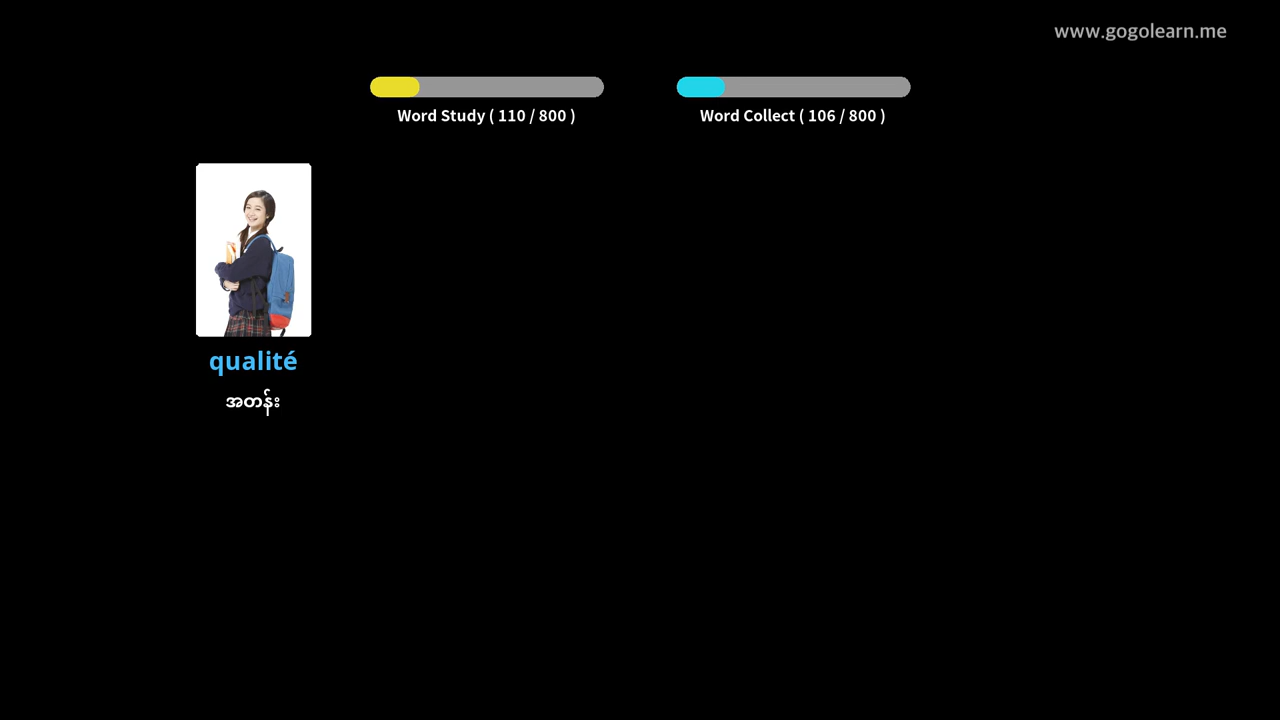 www.gogolearn.me
Word Study ( 110 / 800 )
Word Collect ( 106 / 800 )
qualité
အတန်း